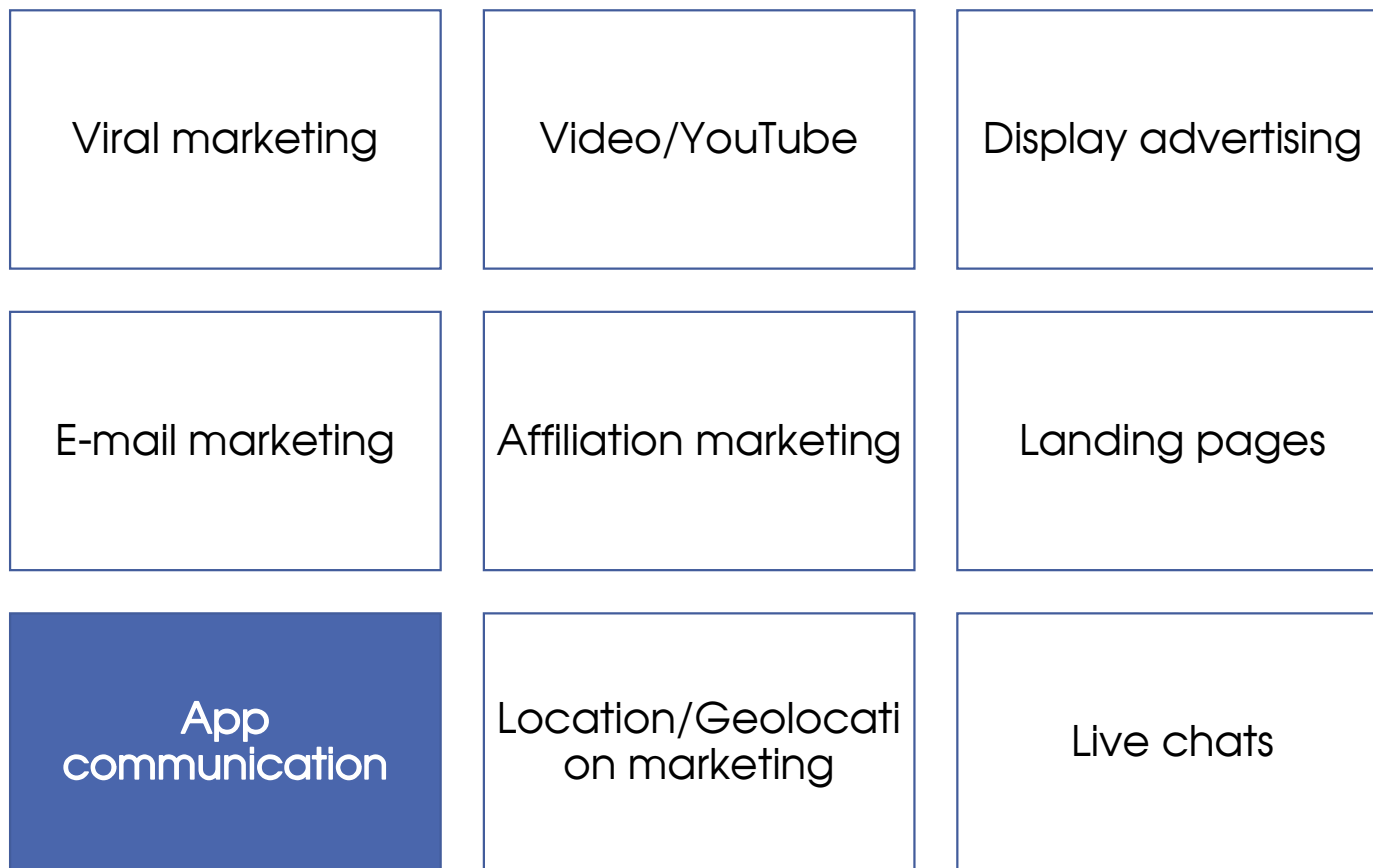 Viral marketing
Video/YouTube
Display advertising
E-mail marketing
Affiliation marketing
Landing pages
App
communication
Location/Geolocati
on marketing
Live chats